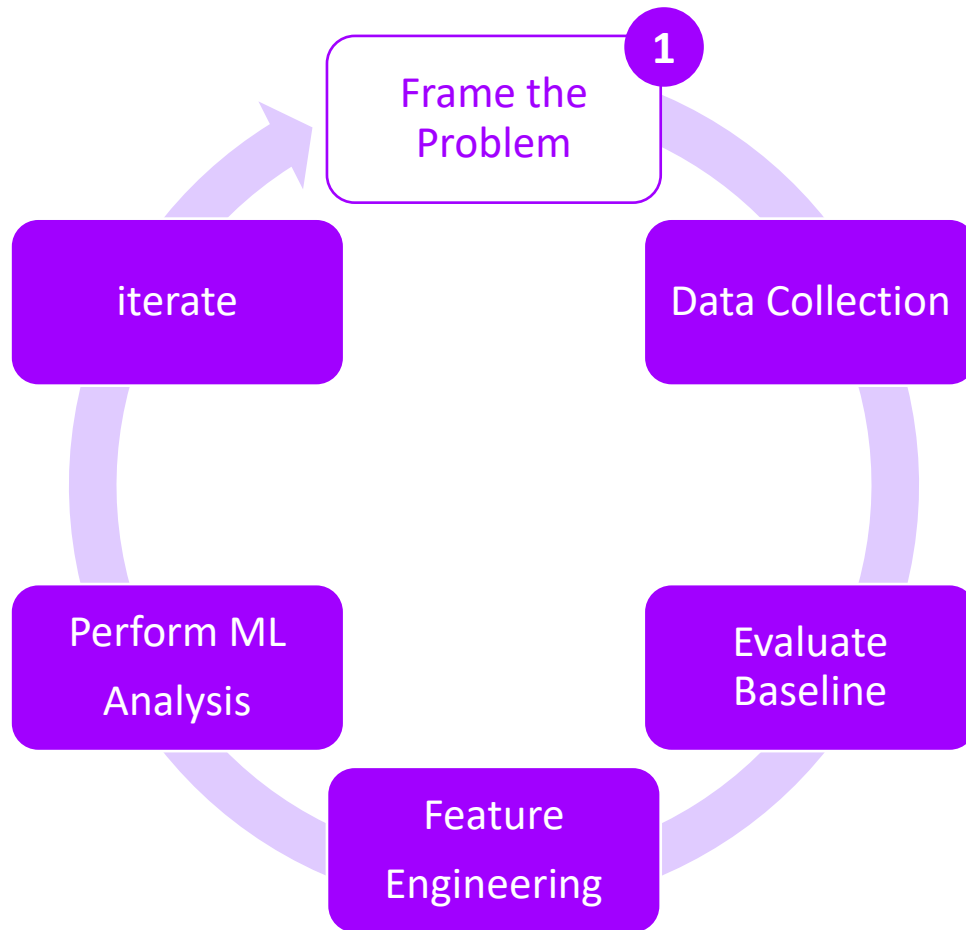 1
Frame the
Problem
Data Collection
Evaluate
Baseline
Feature
Engineering
Perform ML
Analysis
iterate